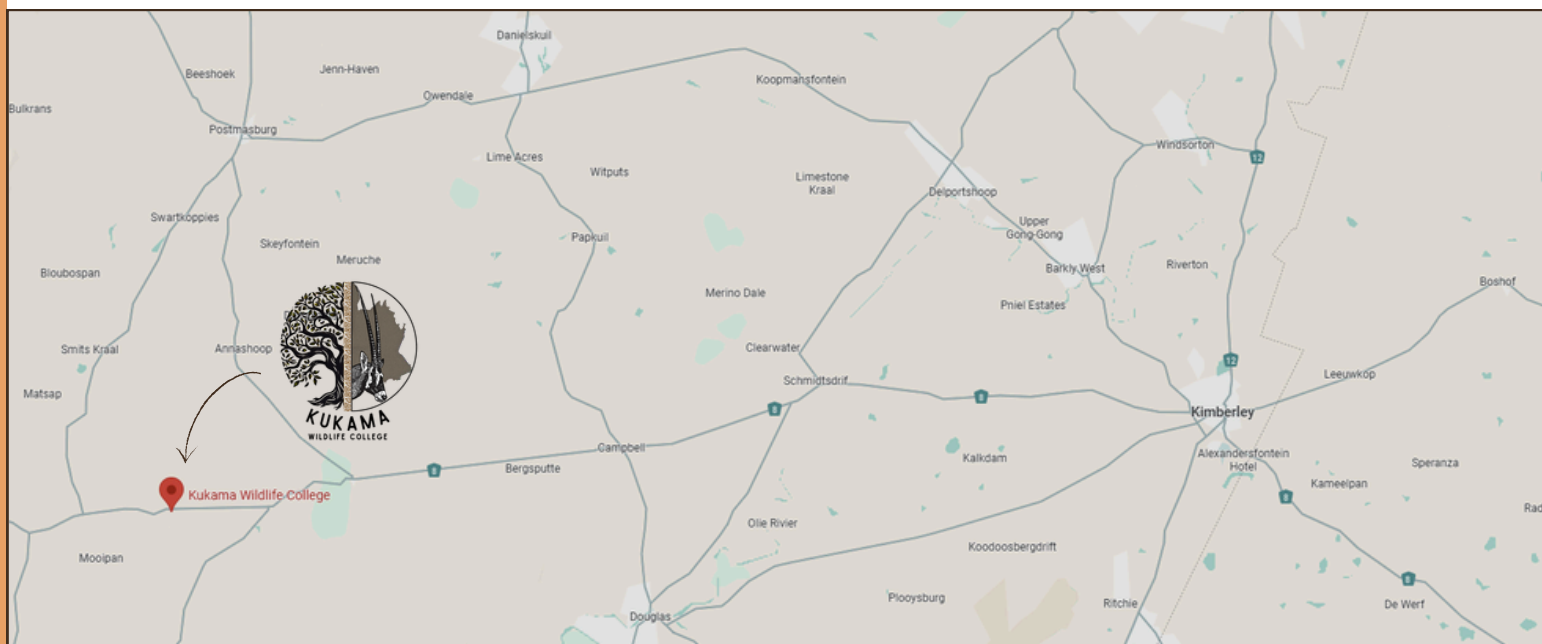 Danielskuil
Beeshoek
Jenn-Haven
Koopmansfontein
Owendale
Bulkrans
Postmasburg
Windsorton
12
Lime Acres
Witputs
Limestone
Kraal
Delportshoop
Swartkoppies
Upper
Gong-Gong
Papkuil
Skeyfontein
Meruche
Barkly West
Riverton
Bloubospan
Boshof
Merino Dale
Pniel Estates
Smits Kraal
Annashoop
Clearwater
12
Leeuwkop
Schmidtsdrif
Matsap
8
8
Kimberley
KUKAMA
WILDLIFE COLLEGE
Campbell
Alexandersfontein
Hotel
Kalkdam
Speranza
8
Bergsputte
Kameelpan
8
Kukama Wildlife College
Rad
Olie Rivier
Koodoosbergdrift
Mooipan
8
Plooysburg
Ritchie
De Werf
Douglas